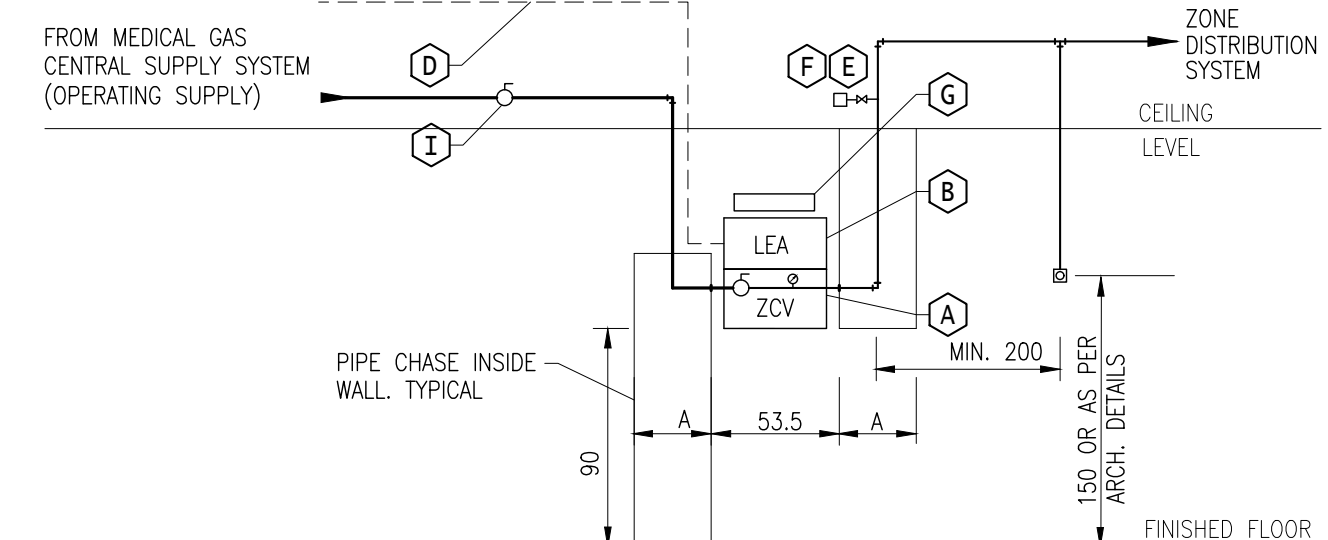 FROM MEDICAL GAS
CENTRAL SUPPLY SYSTEM
(OPERATING SUPPLY)
D
I
F
E
G
ZONE
DISTRIBUTION
SYSTEM
CEILING
LEVEL
B
LEA
ZCV
A
PIPE CHASE INSIDE
WALL. TYPICAL
MIN. 200
A
53.5
A
90
150 OR AS PER
ARCH. DETAILS
FINISHED FLOOR